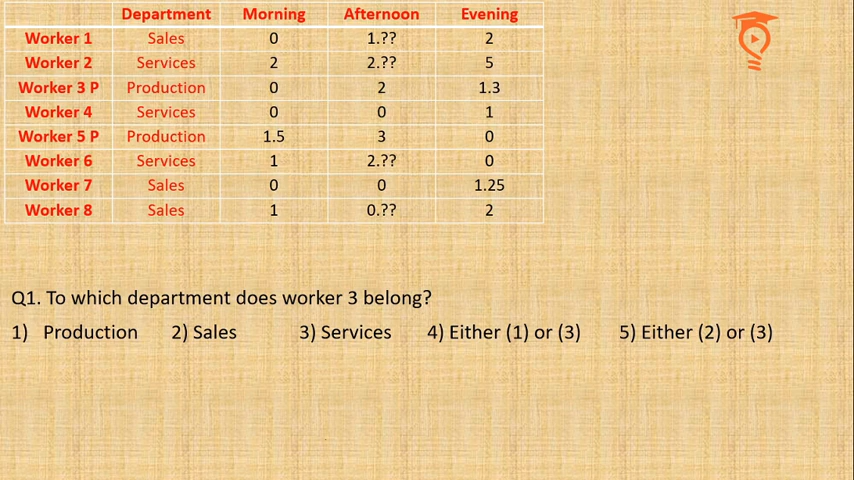 Department Morning Afternoon Evening
Worker 1 Sales 0 1.?? 2
Worker 2 Services 2 2.?? 5
Worker 3 P Production 0 2 1.3
Worker 4 Services 0 0 1
Worker 5 P Production 1.5 3 0
Worker 6 Services 1 2.?? 0
Worker 7 Sales 0 0 1.25
Worker 8 Sales 1 0.?? 2
Q1. To which department does worker 3 belong?
1) Production 2) Sales 3) Services 4) Either (1) or (3) 5) Either (2) or (3)